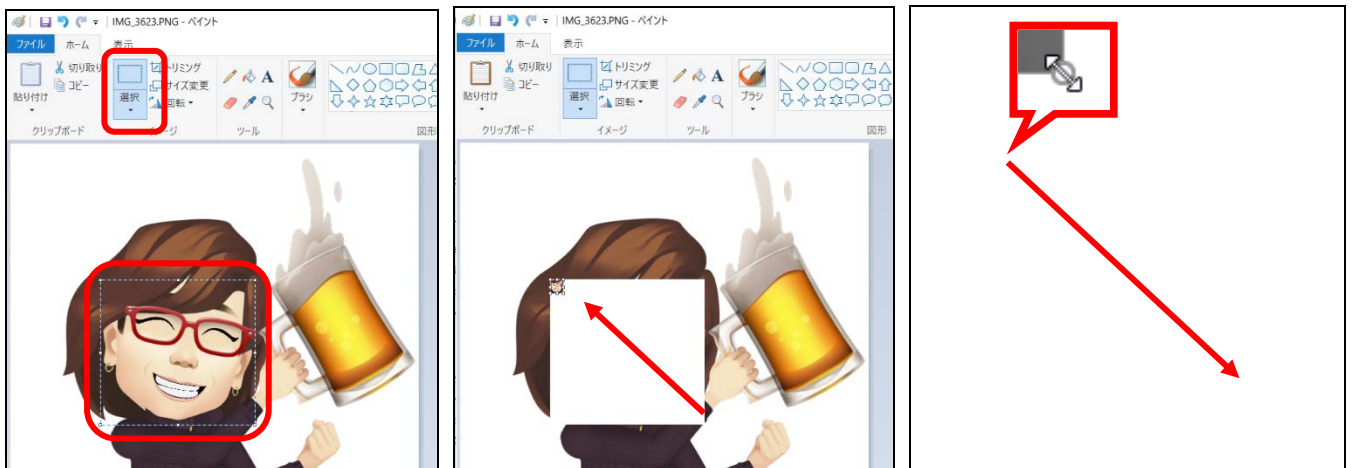 IMG_3623.PNG - ペイント
ファイル ホーム 表示
貼り付け
切り取り
コピー
クリップボード
選択
トリミング
サイズ変更
回転
イメージ
A
ツール
ブラシ
図形
IMG_3623.PNG - ペイント
ファイル ホーム 表示
貼り付け
切り取り
コピー
クリップボード
選択
トリミング
サイズ変更
回転
イメージ
A
ツール
ブラシ
図形